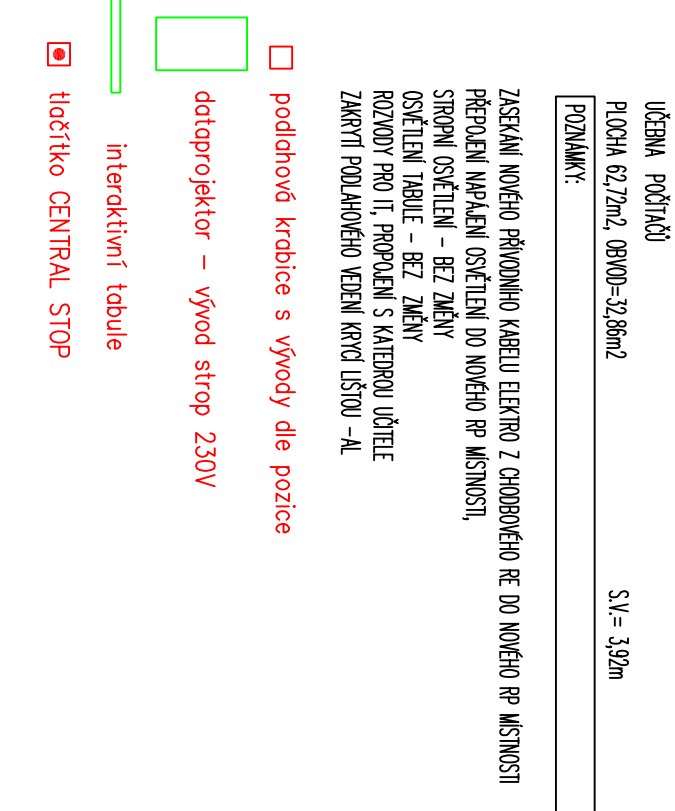 UČEBNA POČÍTAČŮ
PLOCHA 62,72m2, OBVOD=32,86m2 S.V.= 3,92m
POZNÁMKY:
ZASEKÁNÍ NOVÉHO PŘÍVODNÍHO KABELU ELEKTRO Z CHODBOVÉHO RE DO NOVÉHO RP MÍSTNOSTI
PŘEPOJENÍ NAPÁJENÍ OSVĚTLENÍ DO NOVÉHO RP MÍSTNOSTI,
STROPNÍ OSVĚTLENÍ – BEZ ZMĚNY
OSVĚTLENÍ TABULE – BEZ ZMĚNY
ROZVODY PRO IT, PROPOJENÍ S KATEDROU UČITELE
ZAKRYTÍ PODLAHOVÉHO VEDENÍ KRYCÍ LIŠTOU –AL
podlahová krabice s vývody dle pozice
dataprojektor – vývod strop 230V
interaktivní tabule
tlačítko CENTRAL STOP